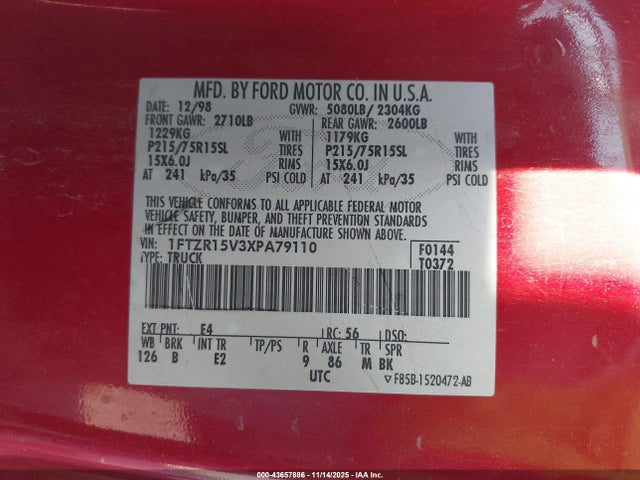 MFD. BY FORD MOTOR CO. IN U.S.A.
DATE: 12/98 GVWR: 5080LB/ 2304KG
FRONT GAWR: 2710LB REAR GAWR: 2600LB
1229KG WITH 1179KG WITH
P215/75R15SL TIRES P215/75R15SL TIRES
15X6.0J RIMS 15X6.0J RIMS
AT 241 kPa/35 PSI COLD AT 241 kPa/35 PSI COLD
THIS VEHICLE CONFORMS TO ALL APPLICABLE FEDERAL MOTOR
VEHICLE SAFETY, BUMPER, AND THEFT PREVENTION STANDARDS
IN EFFECT ON THE DATE OF MANUFACTURE SHOWN ABOVE.
VIN: 1FTZR15V3XPA79110 F0144
TYPE: TRUCK T0372
EXT PNT: E4 RC: 56 DSO:
WB BRK INT TR TP/PS R AXLE TR SPR
126 B E2 9 86 M BK
UTC F85B-1520472-AB
000-43657886 - 11/14/2025 - IAA Inc.